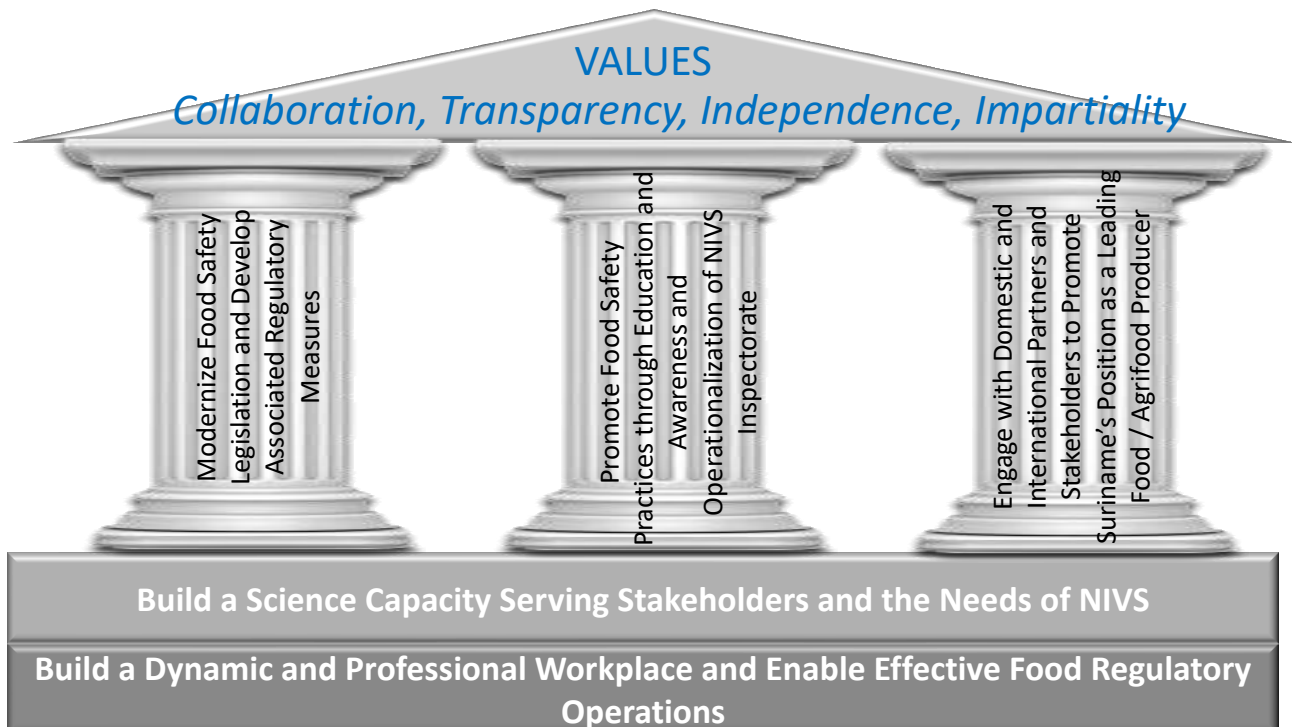 VALUES
Collaboration, Transparency, Independence, Impartiality
Modernize Food Safety
Legislation and Develop
Associated Regulatory
Measures
Promote Food Safety
Practices through Education and
Awareness and
Operationalization of NIVS
Inspectorate
Engage with Domestic and
International Partners and
Stakeholders to Promote
Suriname’s Position as a Leading
Food / Agrifood Producer
Build a Science Capacity Serving Stakeholders and the Needs of NIVS
Build a Dynamic and Professional Workplace and Enable Effective Food Regulatory
Operations